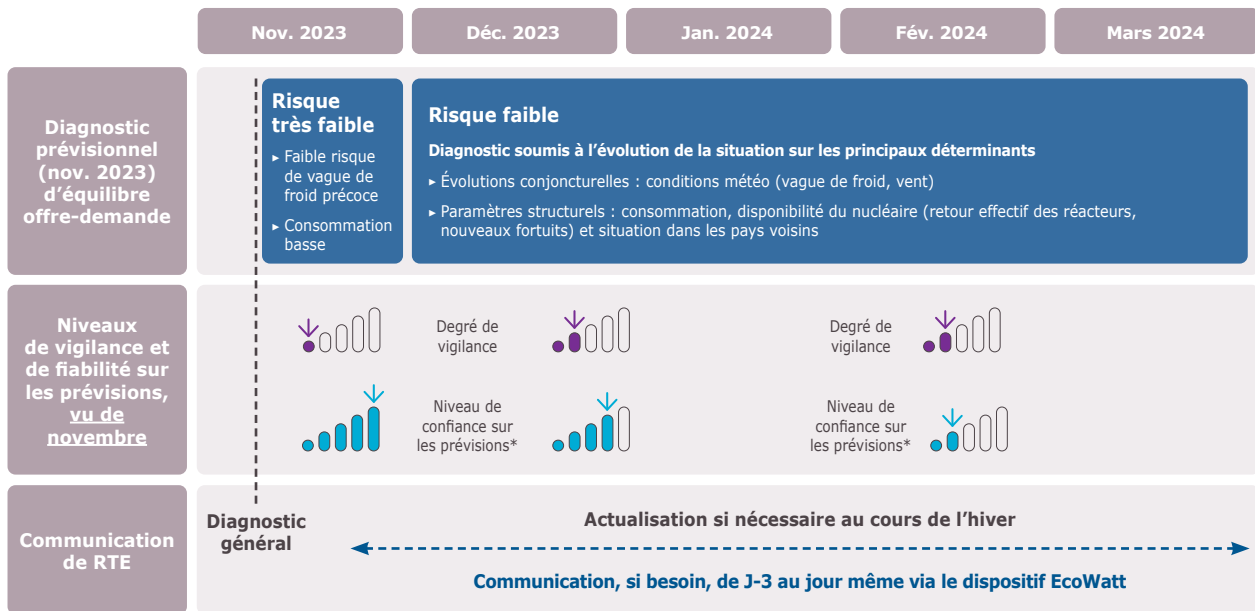 Nov. 2023
Déc. 2023
Jan. 2024
Fév. 2024
Mars 2024
Diagnostic
prévisionnel
(nov. 2023)
d'équilibre
offre-demande
Risque
très faible
▸ Faible risque
de vague de
froid précoce
▸ Consommation
basse
Risque faible
Diagnostic soumis à l'évolution de la situation sur les principaux déterminants
▸ Évolutions conjoncturelles : conditions météo (vague de froid, vent)
▸ Paramètres structurels : consommation, disponibilité du nucléaire (retour effectif des réacteurs,
nouveaux fortuits) et situation dans les pays voisins
Niveaux
de vigilance et
de fiabilité sur
les prévisions,
vu de
novembre
Degré de
vigilance
Degré de
vigilance
Niveau de
confiance sur
les prévisions*
Niveau de
confiance sur
les prévisions*
Communication
de RTE
Diagnostic
général
Actualisation si nécessaire au cours de l'hiver
Communication, si besoin, de J-3 au jour même via le dispositif EcoWatt